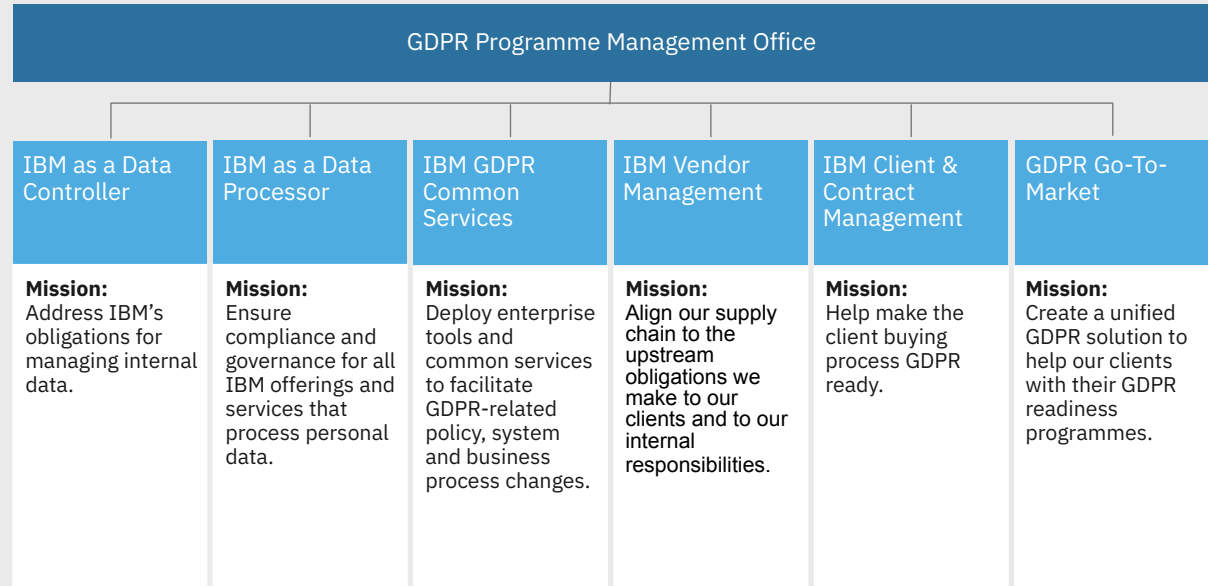 GDPR Programme Management Office
IBM as a Data
Controller
IBM as a Data
Processor
IBM GDPR
Common
Services
IBM Vendor
Management
IBM Client &
Contract
Management
GDPR Go-To-
Market
Mission:
Address IBM’s
obligations for
managing internal
data.
Mission:
Ensure
compliance and
governance for all
IBM offerings and
services that
process personal
data.
Mission:
Deploy enterprise
tools and
common services
to facilitate
GDPR-related
policy, system
and business
process changes.
Mission:
Align our supply
chain to the
upstream
obligations we
make to our
clients and to our
internal
responsibilities.
Mission:
Help make the
client buying
process GDPR
ready.
Mission:
Create a unified
GDPR solution to
help our clients
with their GDPR
readiness
programmes.